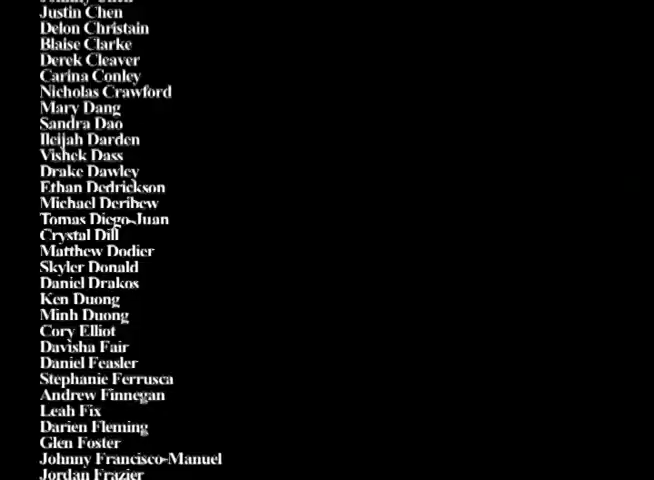 Justin Chen
Delon Christain
Blaise Clarke
Derek Cleaver
Carina Conley
Nicholas Crawford
Mary Dang
Sandra Dao
Ileijah Darden
Vishek Dass
Drake Dawley
Ethan Dedrickson
Michael Deribew
Tomas Diego-Juan
Crystal Dill
Matthew Dodier
Skyler Donald
Daniel Drakos
Ken Duong
Minh Duong
Cory Elliot
Davisha Fair
Daniel Feasler
Stephanie Ferrusca
Andrew Finnegan
Leah Fix
Darien Fleming
Glen Foster
Johnny Francisco-Manuel
Jordan Frazier